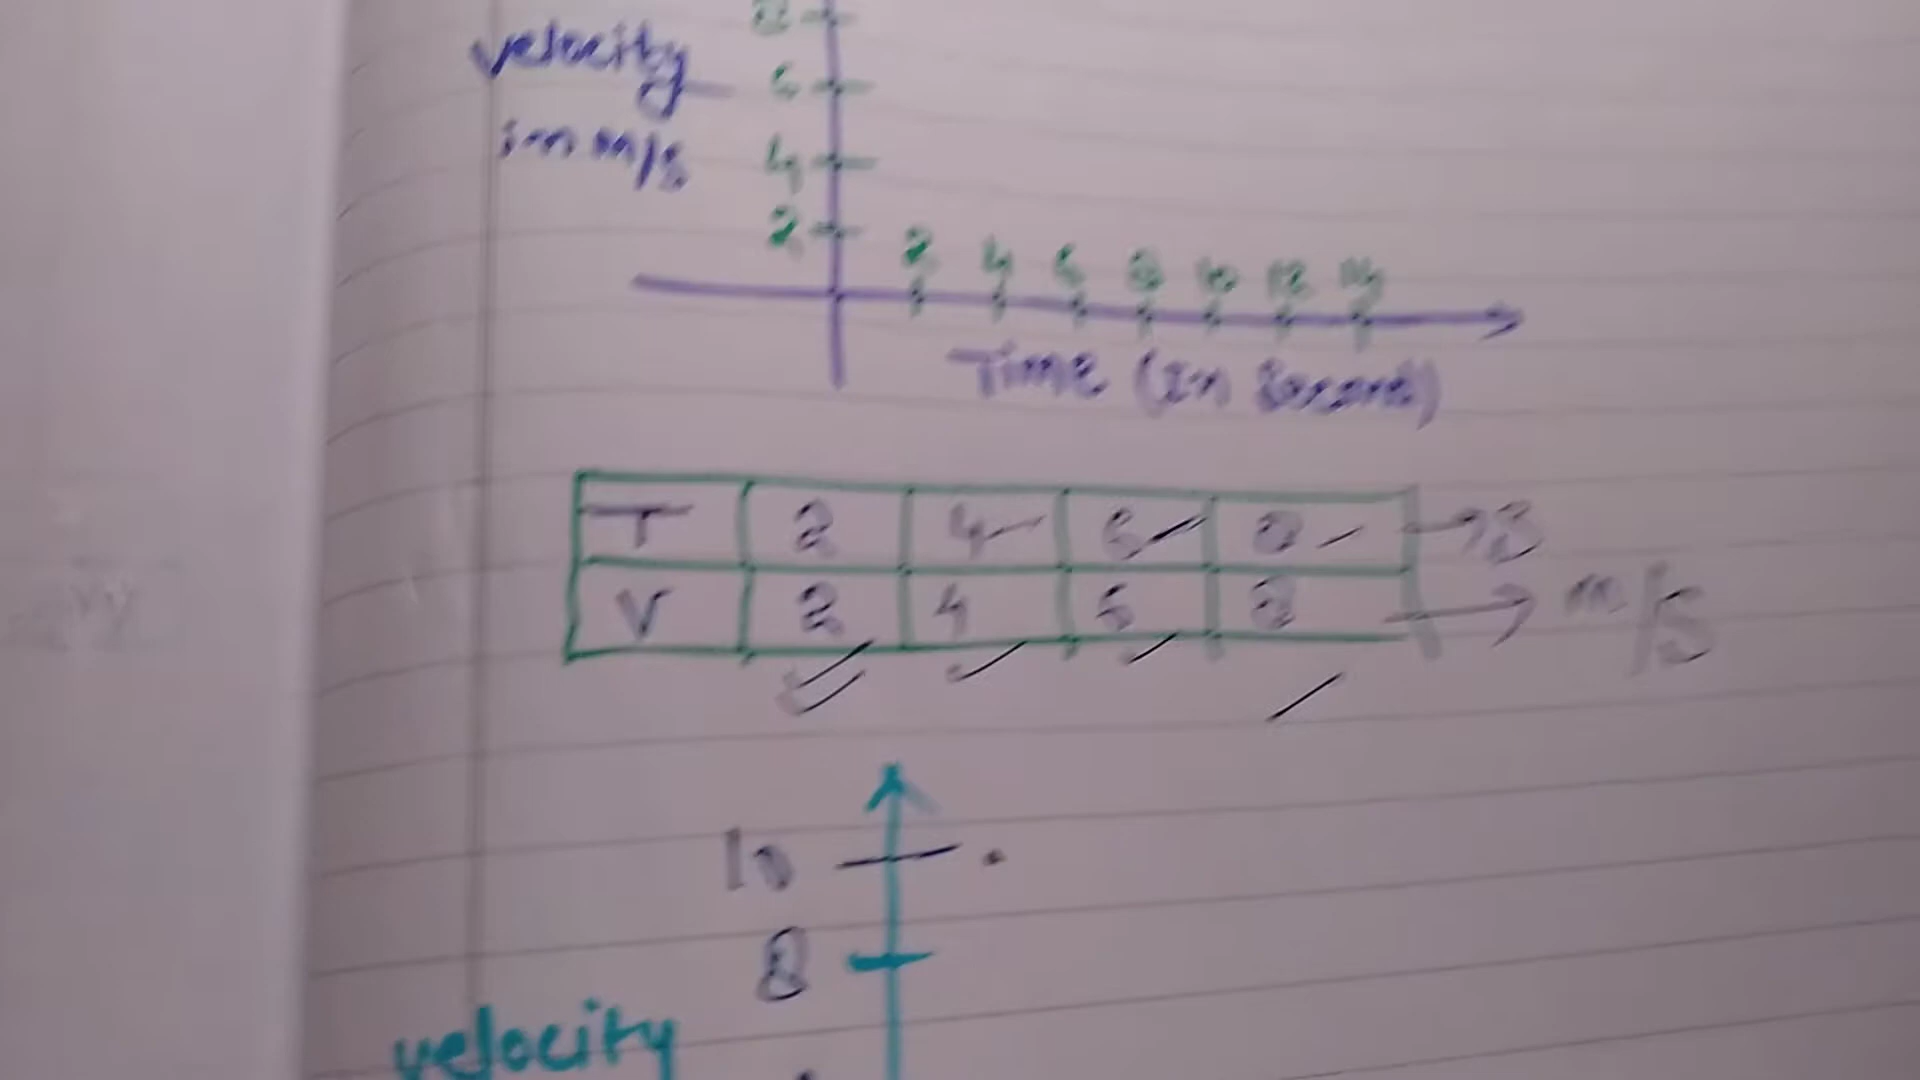 8
velocity 6
in m/s 4
2
2 4 6 8 10 12 14
Time (In Second)
T 2 4 6 8 → S
V 2 4 6 8 → m/S
10
8
velocity